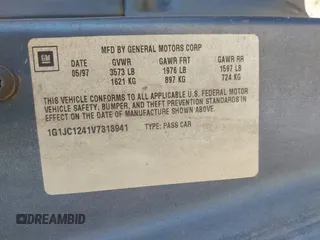 GM
MFD BY GENERAL MOTORS CORP
DATE GVWR GAWR FRT GAWR RR
05/97 3573 LB 1976 LB 1597 LB
1621 KG 897 KG 724 KG
THIS VEHICLE CONFORMS TO ALL APPLICABLE U.S. FEDERAL MOTOR
VEHICLE SAFETY, BUMPER, AND THEFT PREVENTION STANDARDS
IN EFFECT ON THE DATE OF MANUFACTURE SHOWN ABOVE.
1G1JC1241V7318941 TYPE: PASS CAR
DREAMBID